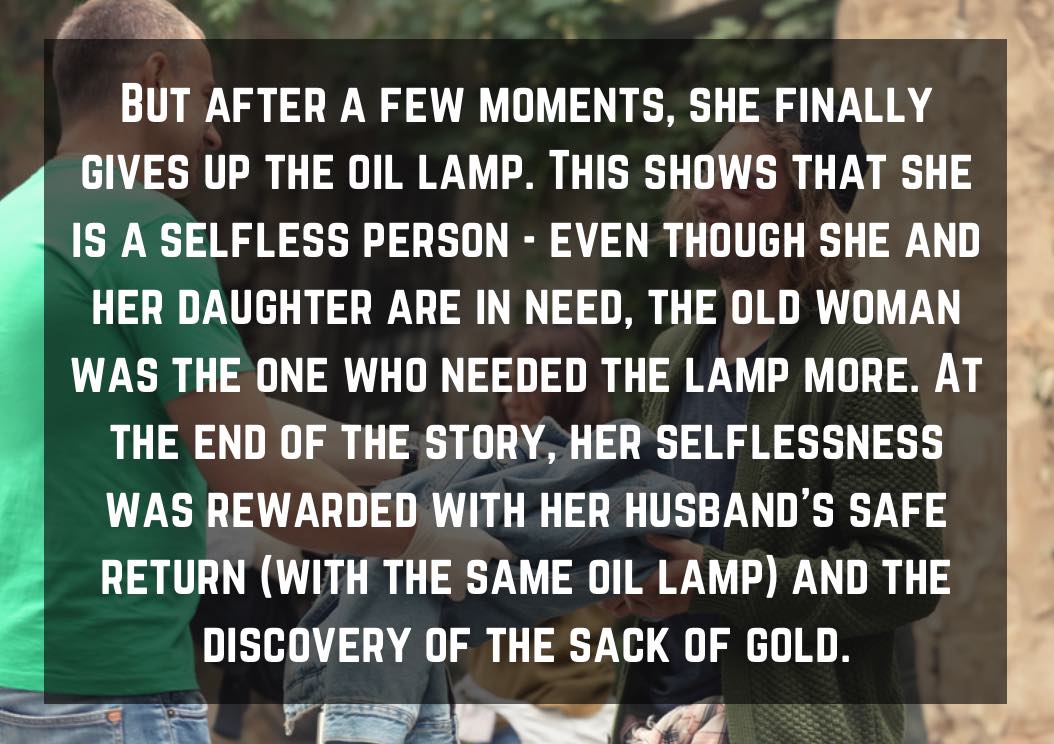 But after a few moments, she finally
gives up the oil lamp. This shows that she
is a selfless person - even though she and
her daughter are in need, the old woman
was the one who needed the lamp more. At
the end of the story, her selflessness
was rewarded with her husband's safe
return (with the same oil lamp) and the
discovery of the sack of gold.